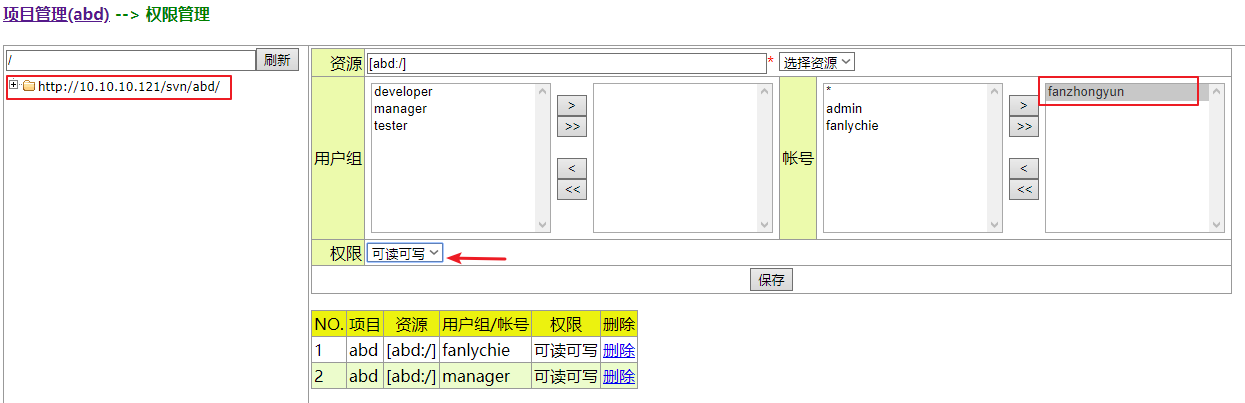 项目管理(abd) --> 权限管理
/ 刷新
http://10.10.10.121/svn/abd/
资源 [abd:/] * 选择资源
用户组
developer
manager
tester
>
>>
<
<<
帐号
*
admin
fanlychie
>
>>
<
<<
fanzhongyun
权限 可读可写
保存
NO. 项目 资源 用户组/帐号 权限 删除
1 abd [abd:/] fanlychie 可读可写 删除
2 abd [abd:/] manager 可读可写 删除